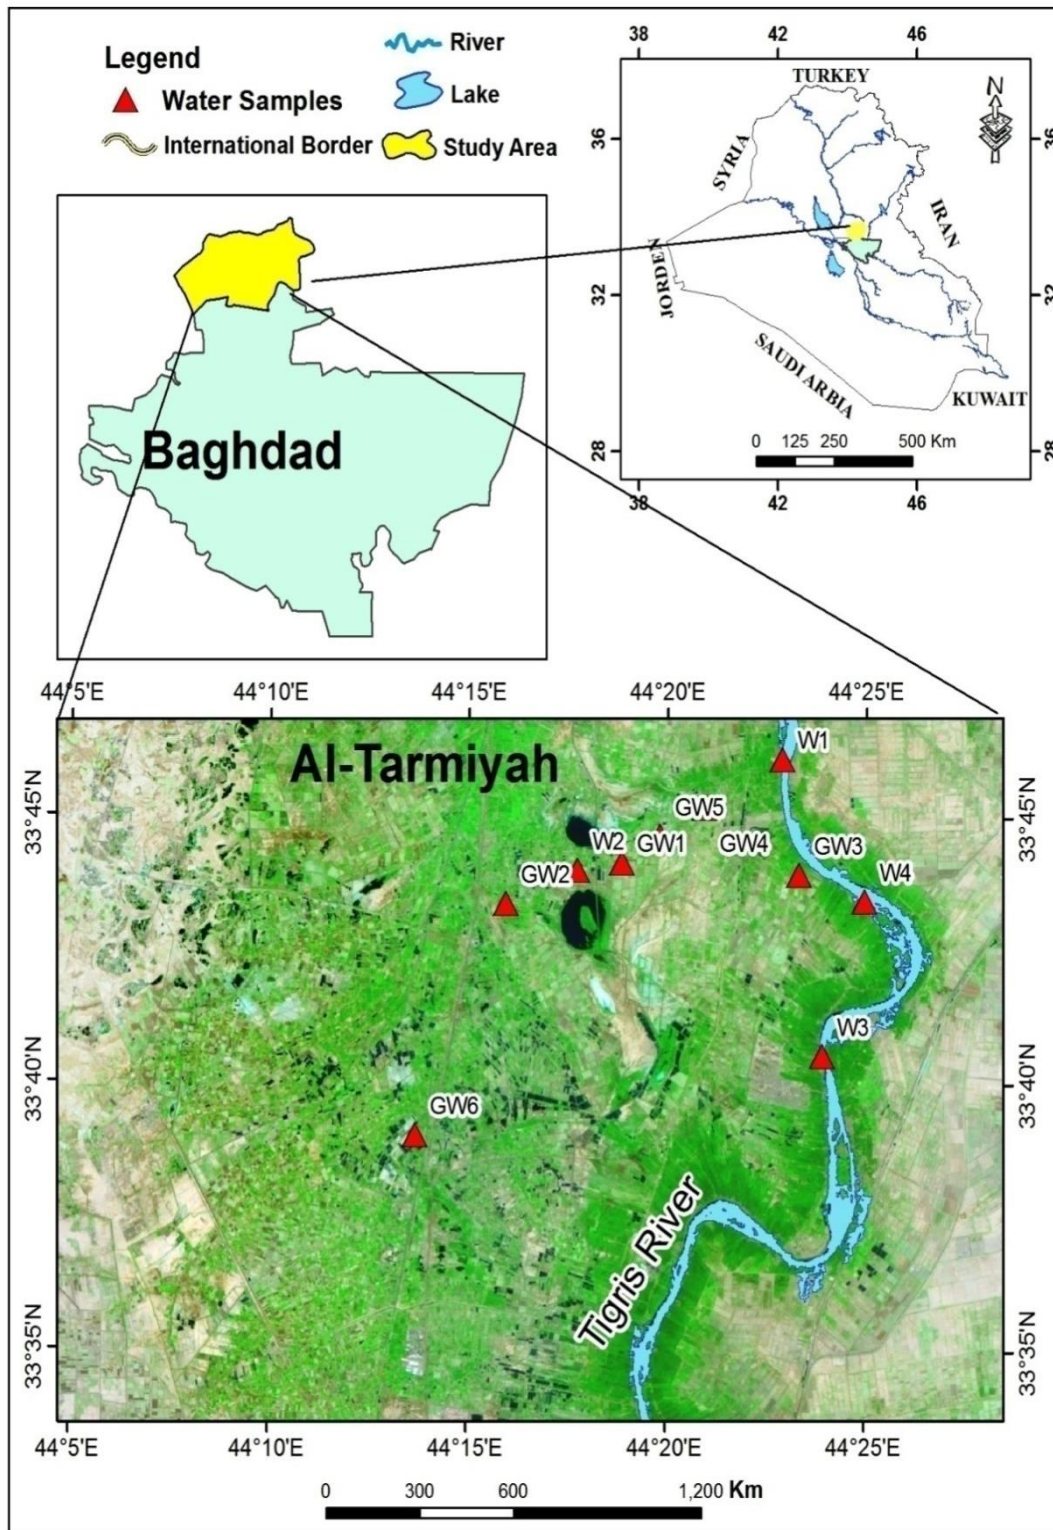 Legend
Water Samples
International Border
River
Lake
Study Area
Baghdad
38 42 46
TURKEY
N
36
36
SYRIA
IRAN
JORDEN
32
32
SAUDI ARBIA
KUWAIT
0 125 250 500 Km
28
28
38 42 46
44°5'E 44°10'E 44°15'E 44°20'E 44°25'E
Al-Tarmiyah
W1
33°45'N
33°45'N
GW5
W2
GW1
GW4
GW3
GW2
W4
W3
33°40'N
33°40'N
GW6
Tigris River
33°35'N
33°35'N
44°5'E 44°10'E 44°15'E 44°20'E 44°25'E
0 300 600 1,200 Km